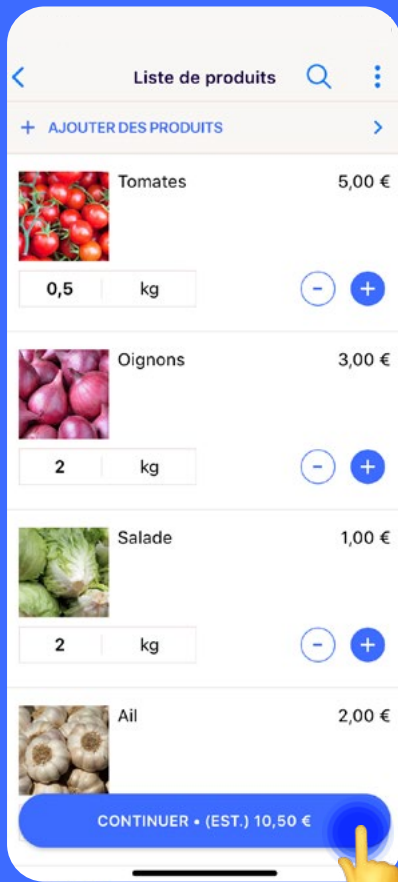 Liste de produits
+ AJOUTER DES PRODUITS
Tomates 5,00 €
0,5 kg - +
Oignons 3,00 €
2 kg - +
Salade 1,00 €
2 kg - +
Ail 2,00 €
CONTINUER • (EST.) 10,50 €